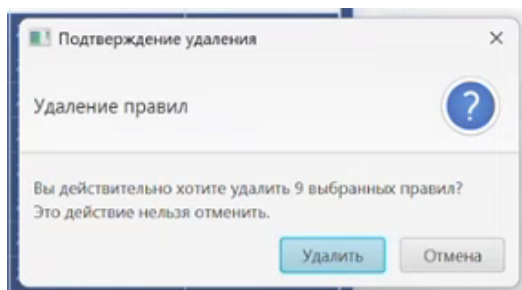 Подтверждение удаления
Удаление правил
Вы действительно хотите удалить 9 выбранных правил?
Это действие нельзя отменить.
Удалить
Отмена